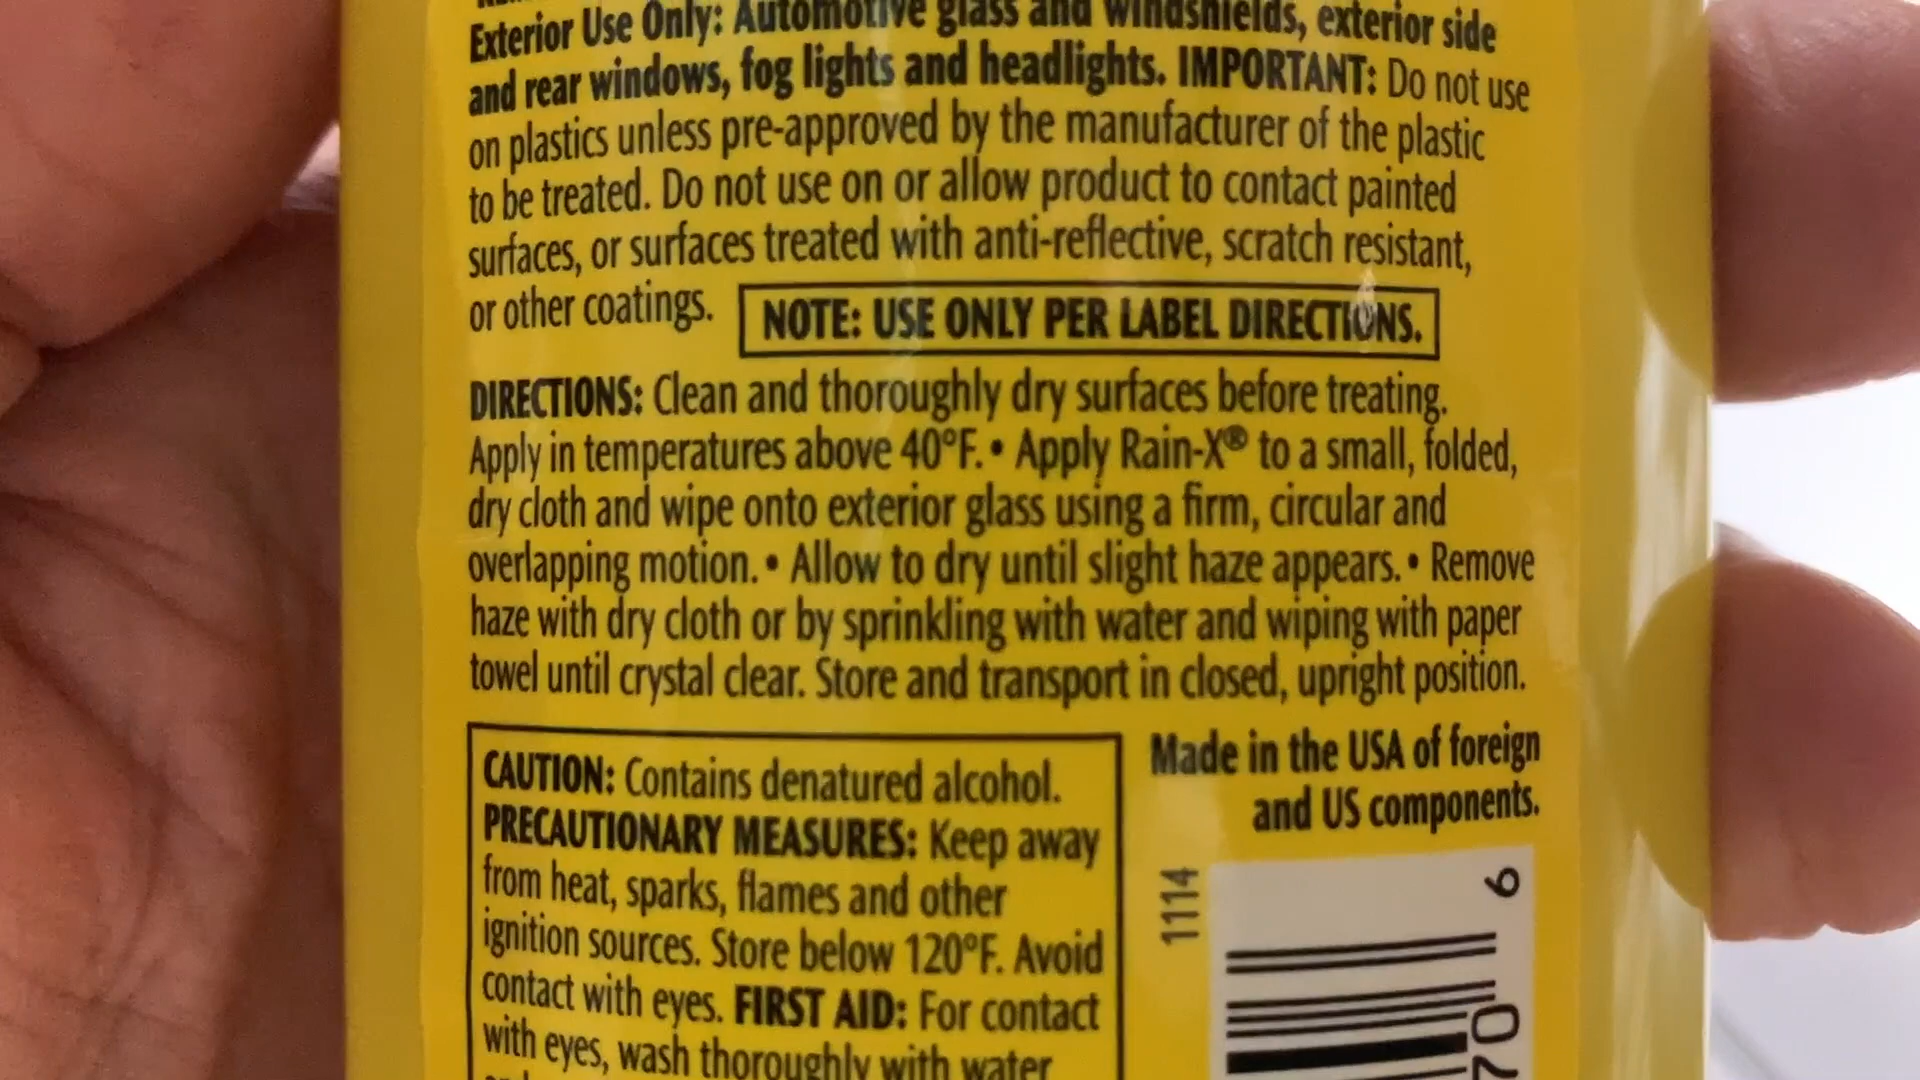 Exterior Use Only: Automotive glass and windshields, exterior side
and rear windows, fog lights and headlights. IMPORTANT: Do not use
on plastics unless pre-approved by the manufacturer of the plastic
to be treated. Do not use on or allow product to contact painted
surfaces, or surfaces treated with anti-reflective, scratch resistant,
or other coatings.
NOTE: USE ONLY PER LABEL DIRECTIONS.
DIRECTIONS: Clean and thoroughly dry surfaces before treating.
Apply in temperatures above 40°F. • Apply Rain-X® to a small, folded,
dry cloth and wipe onto exterior glass using a firm, circular and
overlapping motion. • Allow to dry until slight haze appears. • Remove
haze with dry cloth or by sprinkling with water and wiping with paper
towel until crystal clear. Store and transport in closed, upright position.
CAUTION: Contains denatured alcohol.
PRECAUTIONARY MEASURES: Keep away
from heat, sparks, flames and other
ignition sources. Store below 120°F. Avoid
contact with eyes. FIRST AID: For contact
with eyes, wash thoroughly with water
Made in the USA of foreign
and US components.
1114
6
70